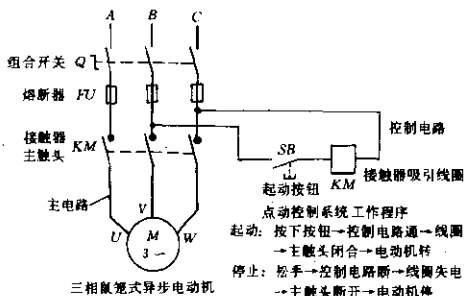 A B C
组合开关 Q
熔断器 FU
接触器 KM
主触头
控制电路
SB
起动按钮
KM
接触器吸引线圈
主电路
U V W
M
3～
三相鼠笼式异步电动机
点动控制系统工作程序
起动：按下按钮→控制电路通→线圈
→主触头闭合→电动机转
停止：松手→控制电路断→线圈失电
→主触头断开→电动机停